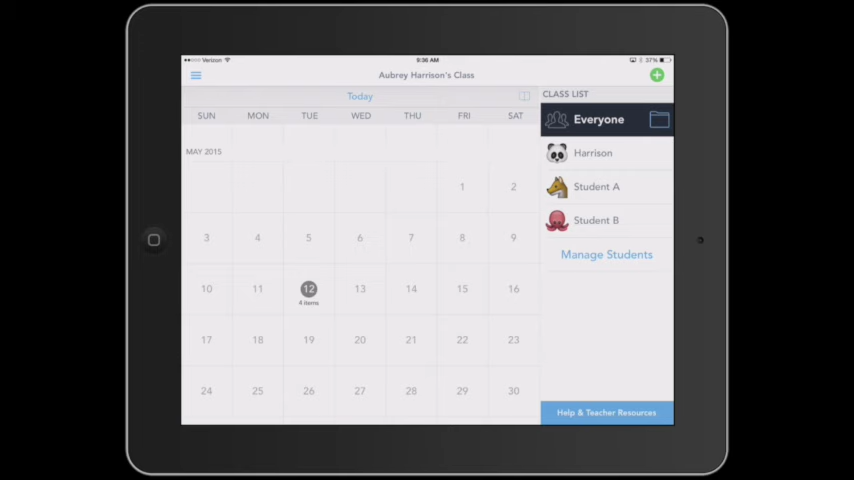 Verizon 9:36 AM 37%
Aubrey Harrison's Class
Today
CLASS LIST
SUN MON TUE WED THU FRI SAT
Everyone
MAY 2015
Harrison
1 2
Student A
Student B
3 4 5 6 7 8 9
Manage Students
10 11 12 13 14 15 16
4 items
17 18 19 20 21 22 23
24 25 26 27 28 29 30
Help & Teacher Resources